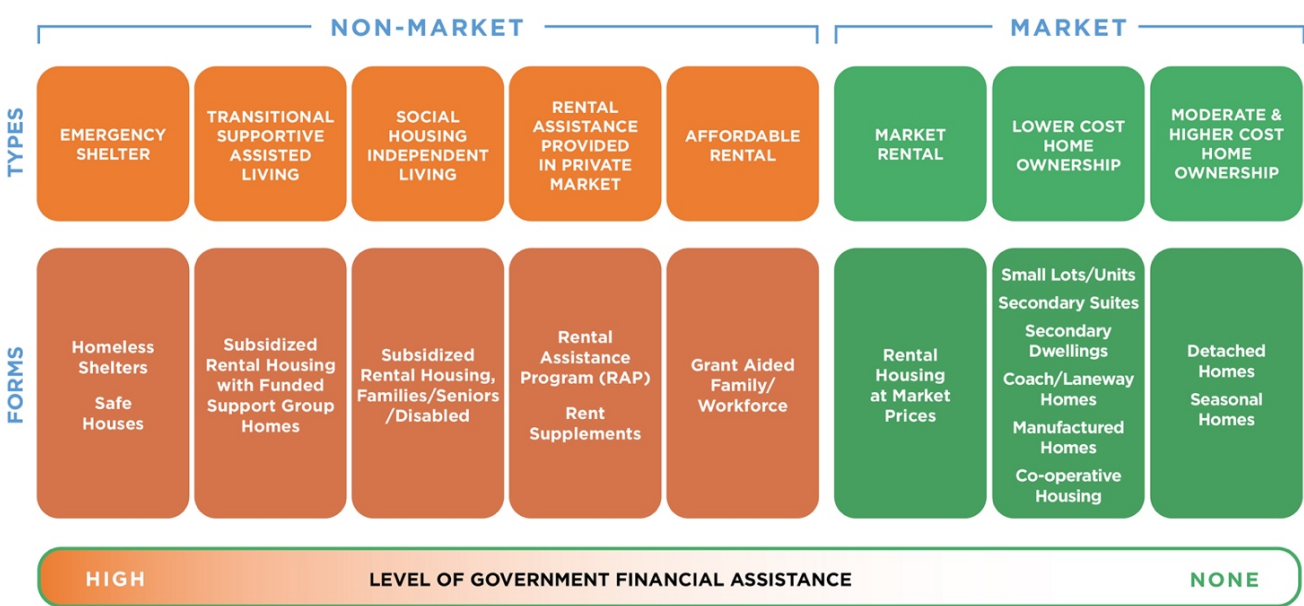 NON-MARKET
MARKET
TYPES
EMERGENCY
SHELTER
TRANSITIONAL
SUPPORTIVE
ASSISTED
LIVING
SOCIAL
HOUSING
INDEPENDENT
LIVING
RENTAL
ASSISTANCE
PROVIDED
IN PRIVATE
MARKET
AFFORDABLE
RENTAL
MARKET
RENTAL
LOWER COST
HOME
OWNERSHIP
MODERATE &
HIGHER COST
HOME
OWNERSHIP
FORMS
Homeless
Shelters
Safe
Houses
Subsidized
Rental Housing
with Funded
Support Group
Homes
Subsidized
Rental Housing,
Families/Seniors
/Disabled
Rental
Assistance
Program (RAP)
Rent
Supplements
Grant Aided
Family/
Workforce
Rental
Housing
at Market
Prices
Small Lots/Units
Secondary Suites
Secondary
Dwellings
Coach/Laneway
Homes
Manufactured
Homes
Co-operative
Housing
Detached
Homes
Seasonal
Homes
HIGH
LEVEL OF GOVERNMENT FINANCIAL ASSISTANCE
NONE